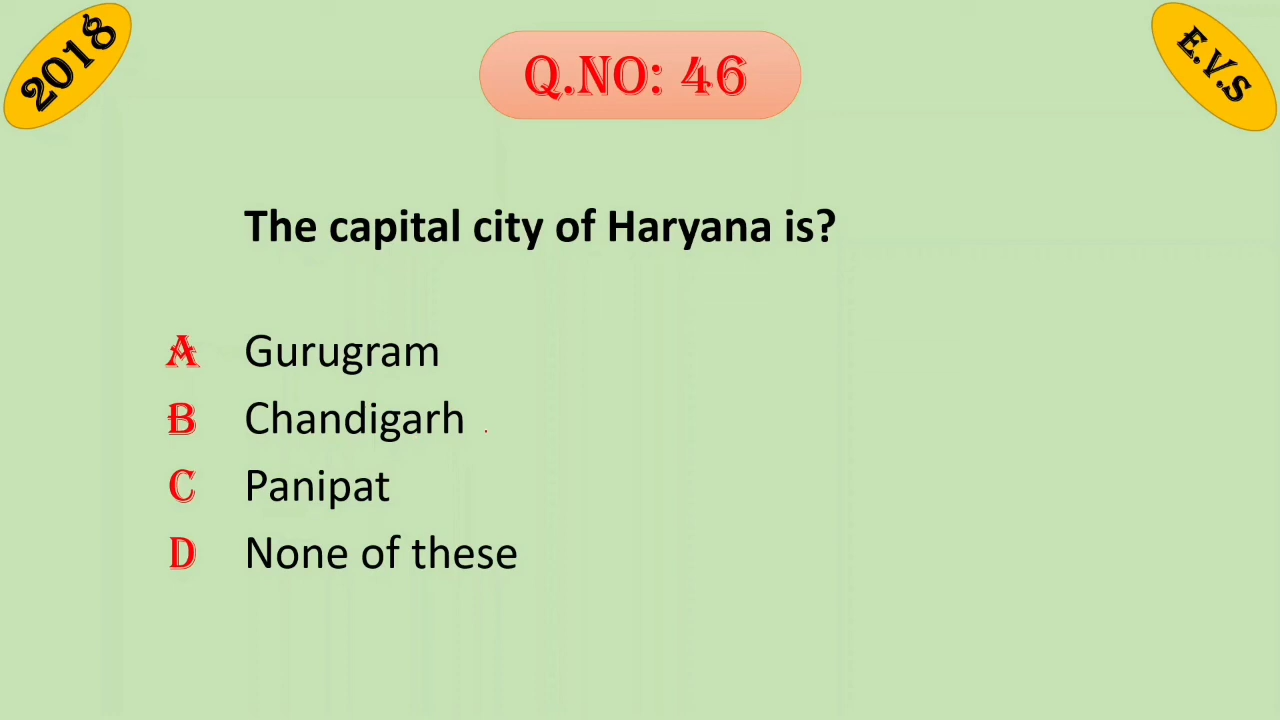 2018
E.V.S
Q.NO: 46
The capital city of Haryana is?
A Gurugram
B Chandigarh
C Panipat
D None of these